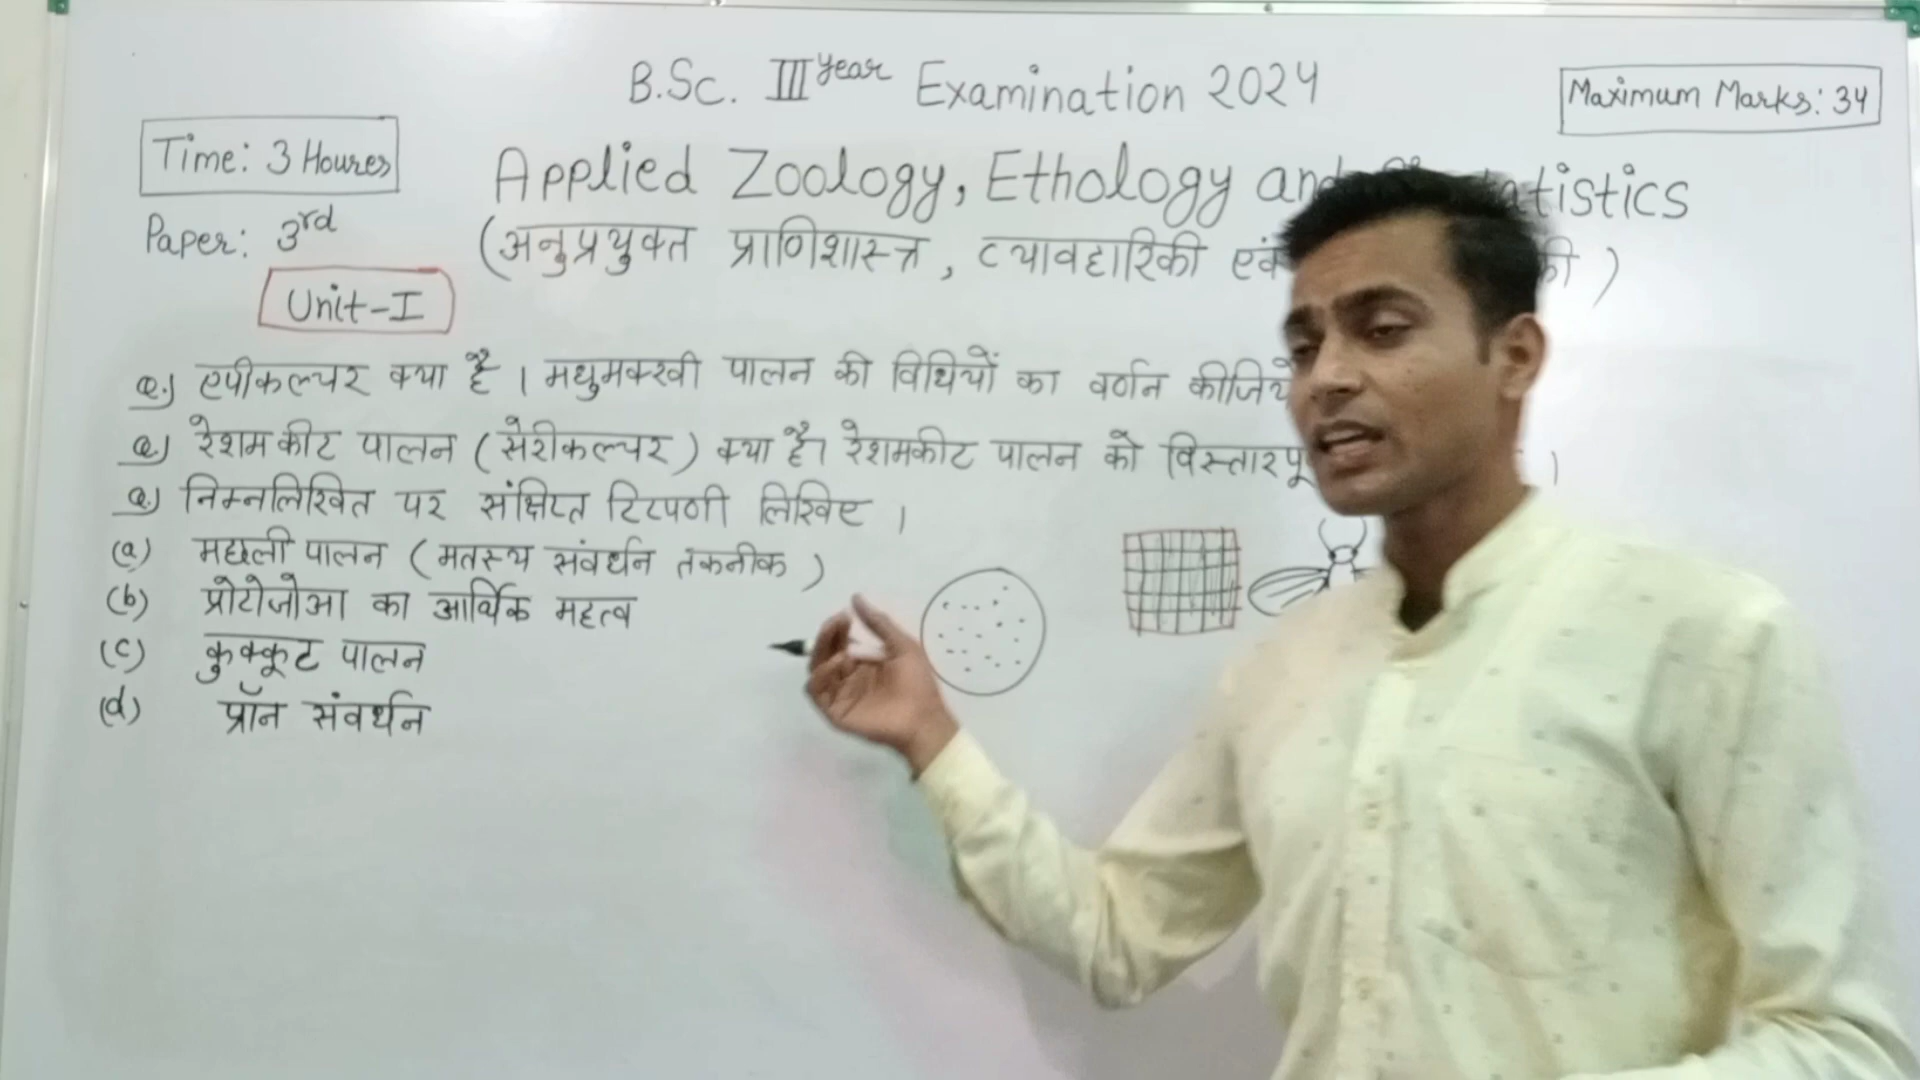 B.Sc. III year Examination 2024
Maximum Marks: 34
Time: 3 Houres
Applied Zoology, Ethology and tistics
Paper: 3rd
(अनुप्रयुक्त प्राणिशास्त्र, व्यावहारिकी एवं की )
Unit-I
Q.) एपीकल्चर क्या है । मधुमक्खी पालन की विधियों का वर्णन कीजिये
Q.) रेशमकीट पालन (सेरीकल्चर) क्या है। रेशमकीट पालन को ।
Q.) निम्नलिखित पर संक्षिप्त टिप्पणी लिखिए ।
(a) मछली पालन ( मतस्य संवर्धन तकनीक )
(b) प्रोटोजोआ का आर्थिक महत्व
(c) कुक्कूट पालन
(d) प्रॉन संवर्धन